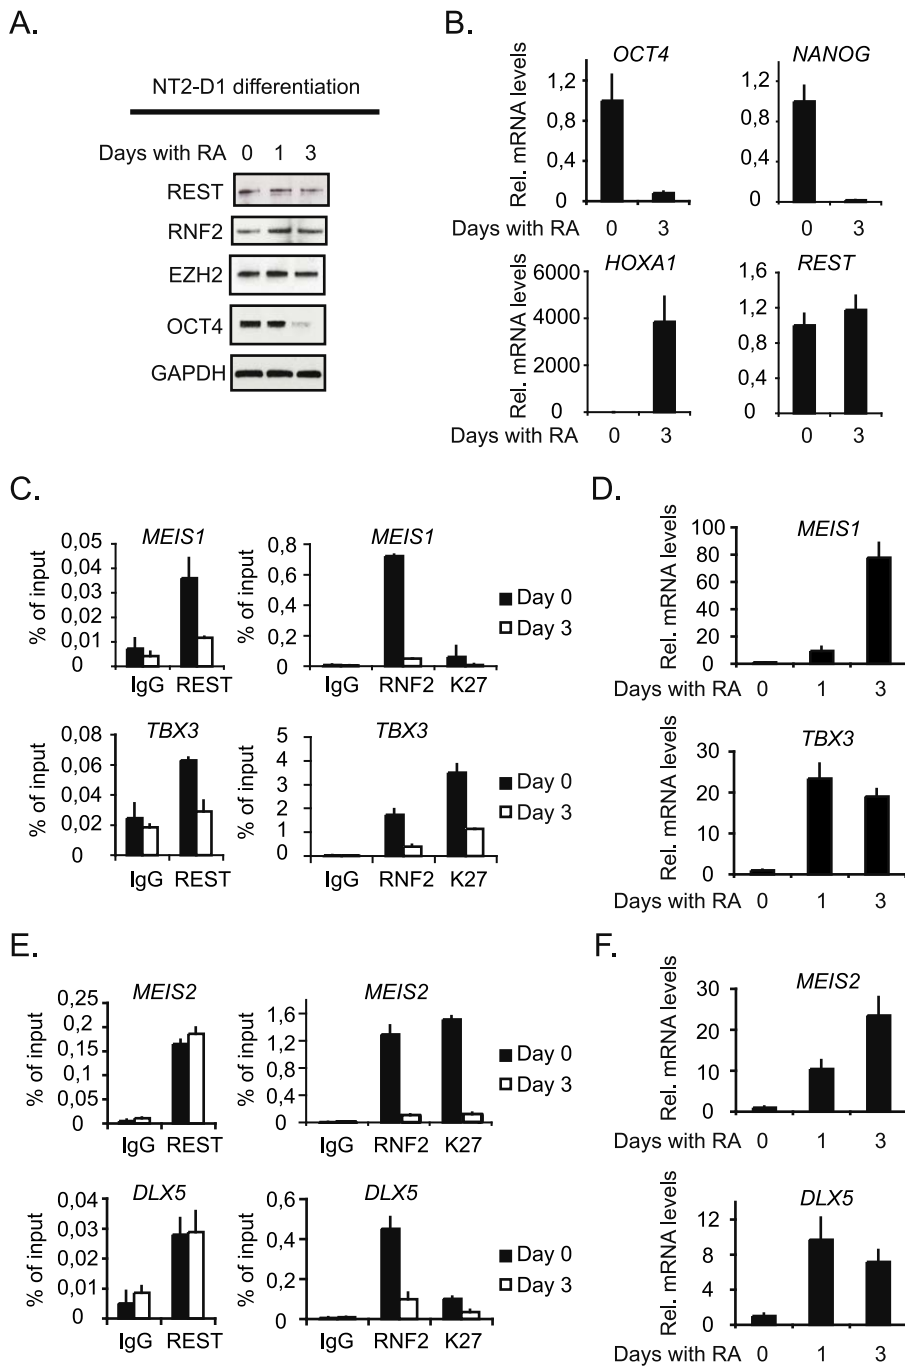 A.
NT2-D1 differentiation
Days with RA 0 1 3
REST
RNF2
EZH2
OCT4
GAPDH
B.
OCT4
Rel. mRNA levels
1,2
0,8
0,4
0
Days with RA 0 3
NANOG
1,2
0,8
0,4
0
0 3
HOXA1
Rel. mRNA levels
6000
4000
2000
0
Days with RA 0 3
REST
1,6
1,2
0,8
0,4
0 3
C.
MEIS1
% of input
0,05
0,04
0,03
0,02
0,01
0
IgG REST
MEIS1
% of input
0,8
0,6
0,4
0,2
0
IgG RNF2 K27
Day 0
Day 3
TBX3
% of input
0,08
0,06
0,04
0,02
0
IgG REST
TBX3
% of input
5
4
3
2
1
0
IgG RNF2 K27
Day 0
Day 3
D.
MEIS1
Rel. mRNA levels
100
80
60
40
20
0
Days with RA 0 1 3
TBX3
Rel. mRNA levels
30
20
10
0
Days with RA 0 1 3
E.
MEIS2
% of input
0,25
0,2
0,15
0,1
0,05
0
IgG REST
MEIS2
% of input
1,6
1,2
0,8
0,4
0
IgG RNF2 K27
Day 0
Day 3
DLX5
% of input
0,04
0,03
0,02
0,01
0
IgG REST
DLX5
% of input
0,6
0,4
0,2
0
IgG RNF2 K27
Day 0
Day 3
F.
MEIS2
Rel. mRNA levels
30
20
10
0
Days with RA 0 1 3
DLX5
Rel. mRNA levels
12
8
4
0
Days with RA 0 1 3